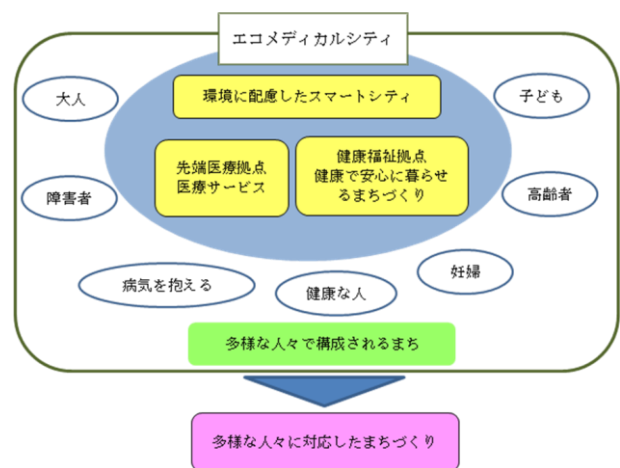 エコメディカルシティ
環境に配慮したスマートシティ
大人
子ども
先端医療拠点
医療サービス
健康福祉拠点
健康で安心に暮らせ
るまちづくり
障害者
高齢者
病気を抱える
健康な人
妊婦
多様な人々で構成されるまち
多様な人々に対応したまちづくり